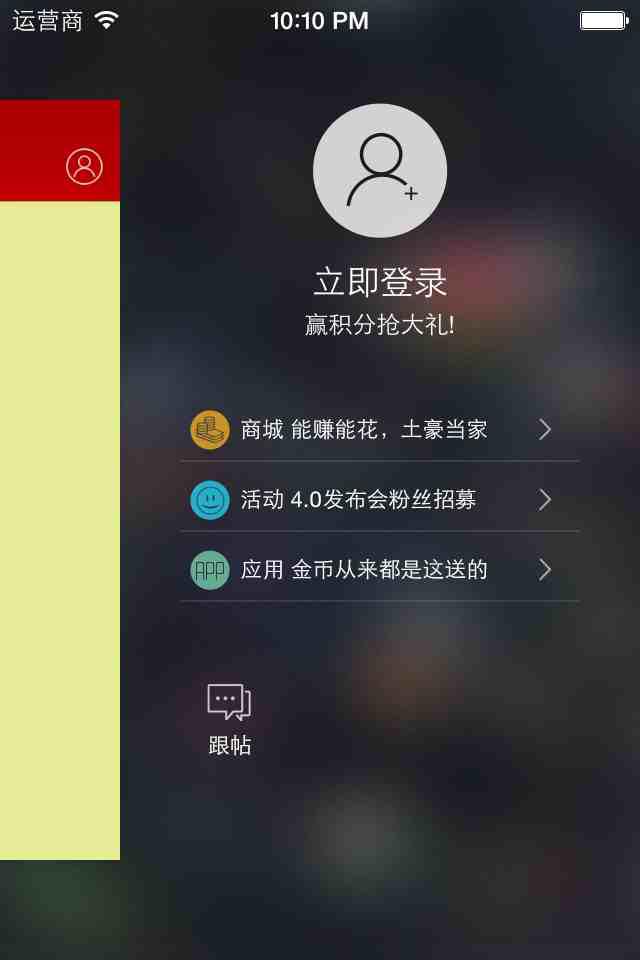 运营商 10:10 PM
立即登录
赢积分抢大礼!
商城 能赚能花，土豪当家
活动 4.0发布会粉丝招募
APP 应用 金币从来都是这送的
跟帖